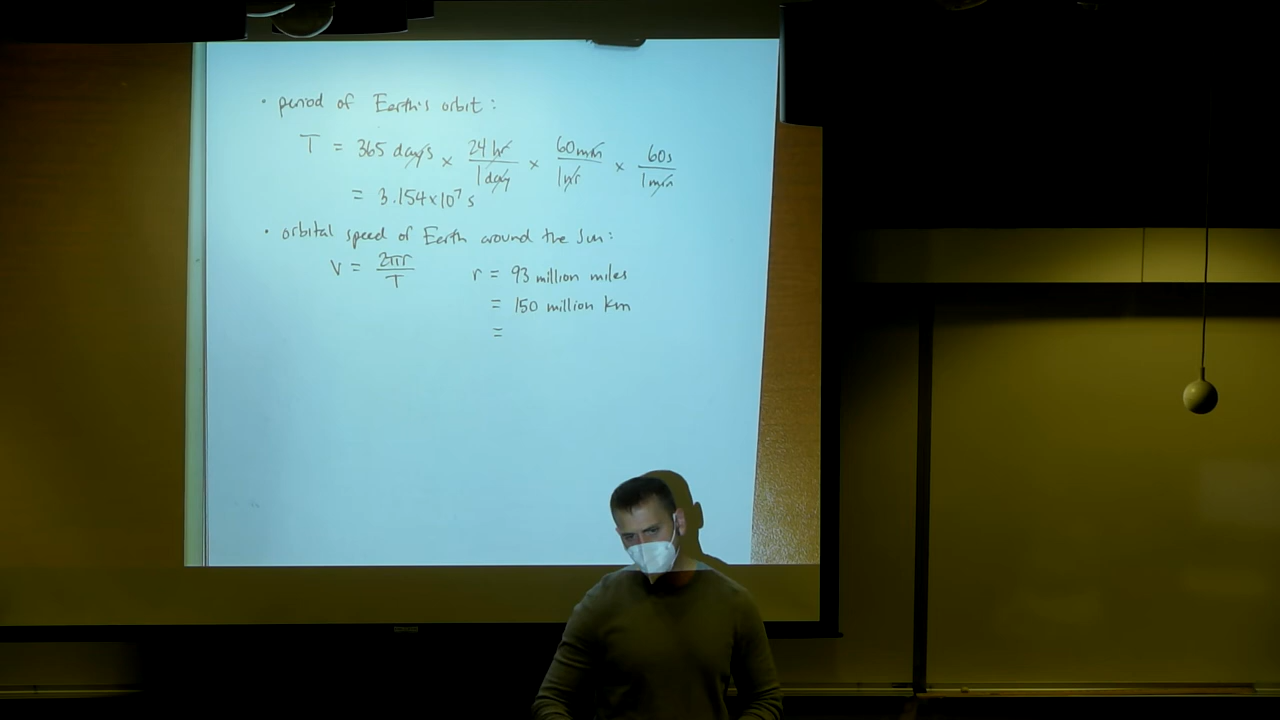 • period of Earth's orbit:
T = 365 days × 24 hr / 1 day × 60 min / 1 hr × 60 s / 1 min
= 3.154 × 10⁷ s
• orbital speed of Earth around the Sun:
V = 2πr / T    r = 93 million miles
= 150 million km
=